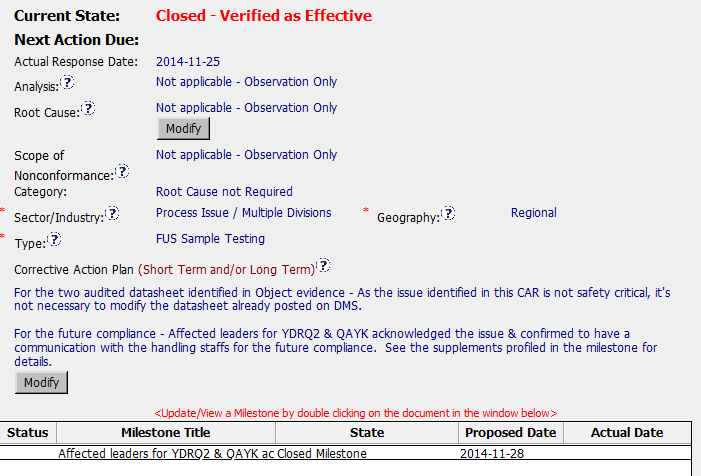 Current State: Closed - Verified as Effective
Next Action Due:
Actual Response Date: 2014-11-25
Analysis:? Not applicable - Observation Only
Root Cause:? Not applicable - Observation Only
Modify
Scope of Not applicable - Observation Only
Nonconformance:?
Category: Root Cause not Required
* Sector/Industry:? Process Issue / Multiple Divisions * Geography:? Regional
* Type:? FUS Sample Testing
Corrective Action Plan (Short Term and/or Long Term)?
For the two audited datasheet identified in Object evidence - As the issue identified in this CAR is not safety critical, it's
not necessary to modify the datasheet already posted on DMS.
For the future compliance - Affected leaders for YDRQ2 & QAYK acknowledged the issue & confirmed to have a
communication with the handling staffs for the future compliance. See the supplements profiled in the milestone for
details.
Modify
<Update/View a Milestone by double clicking on the document in the window below>
Status Milestone Title State Proposed Date Actual Date
Affected leaders for YDRQ2 & QAYK ac Closed Milestone 2014-11-28